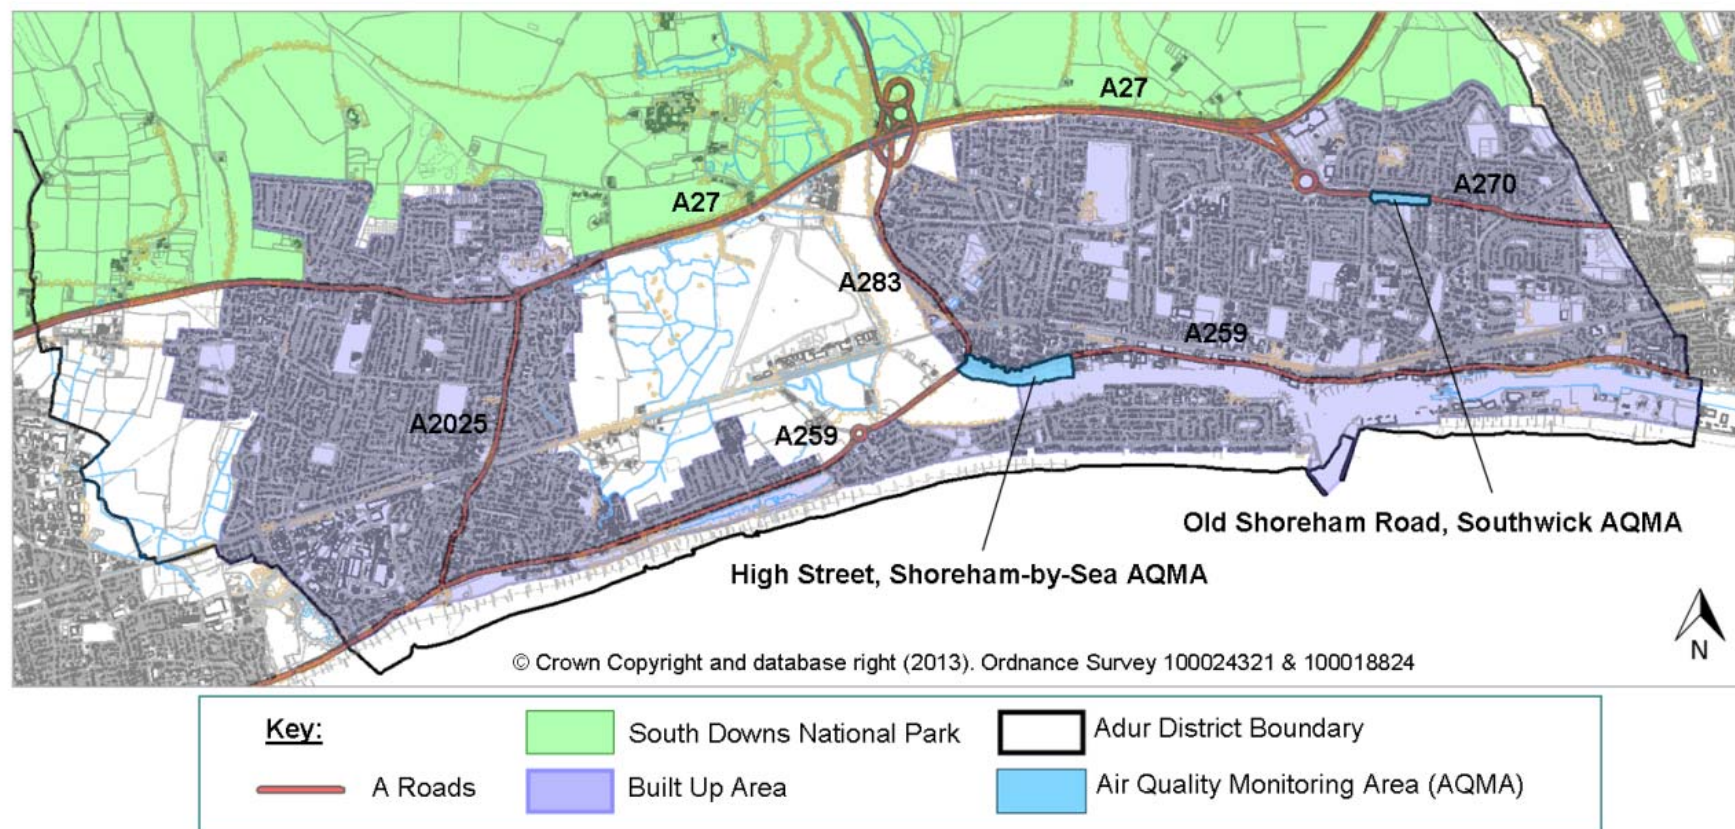 A27
A27
A270
A283
A259
A2025
A259
Old Shoreham Road, Southwick AQMA
High Street, Shoreham-by-Sea AQMA
N
© Crown Copyright and database right (2013). Ordnance Survey 100024321 & 100018824
Key:
South Downs National Park
Adur District Boundary
A Roads
Built Up Area
Air Quality Monitoring Area (AQMA)